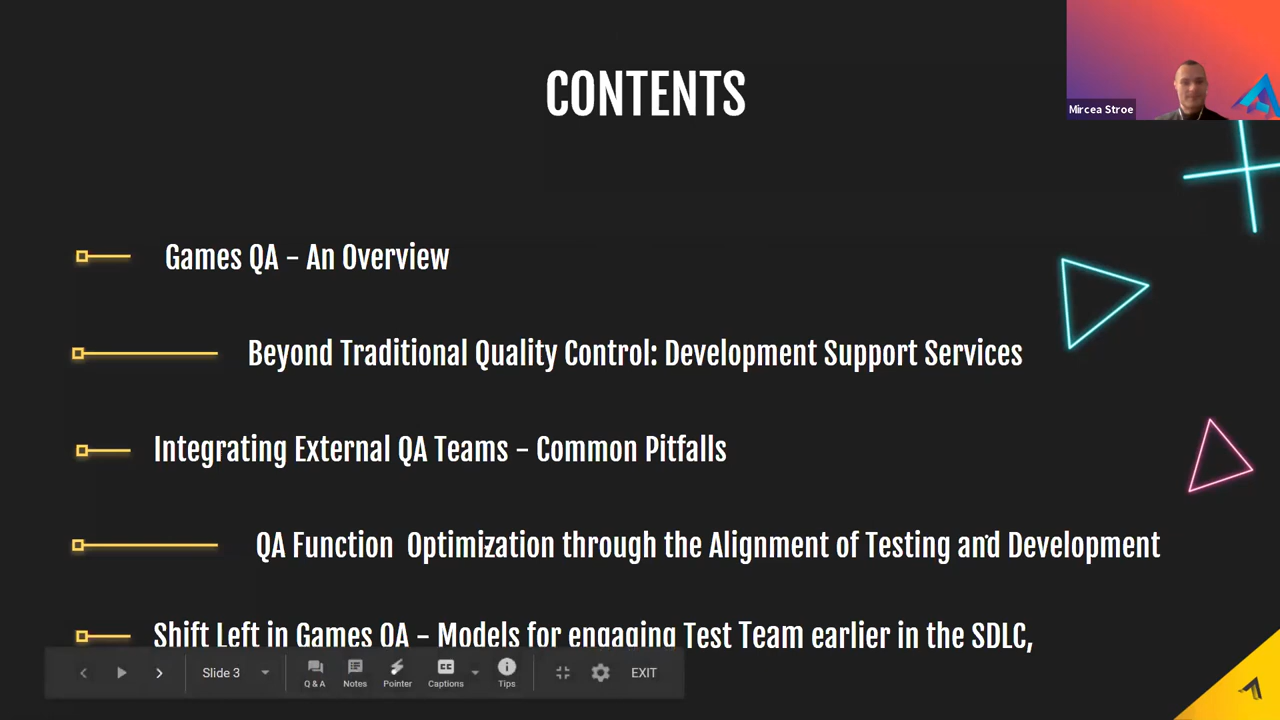 CONTENTS
Mircea Stroe
Games QA - An Overview
Beyond Traditional Quality Control: Development Support Services
Integrating External QA Teams - Common Pitfalls
QA Function Optimization through the Alignment of Testing and Development
Shift Left in Games QA - Models for engaging Test Team earlier in the SDLC,
Slide 3
Q & A
Notes
Pointer
Captions
Tips
EXIT